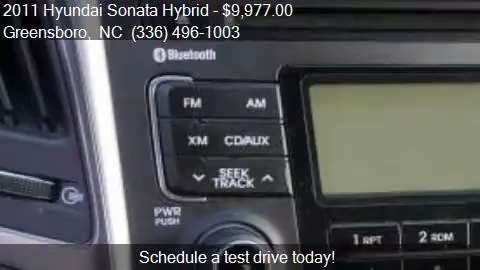 2011 Hyundai Sonata Hybrid - $9,977.00
Greensboro,  NC  (336) 496-1003
Bluetooth
FM AM
XM CD/AUX
SEEK
TRACK
PWR
PUSH
1 RPT 2 RDM
Schedule a test drive today!